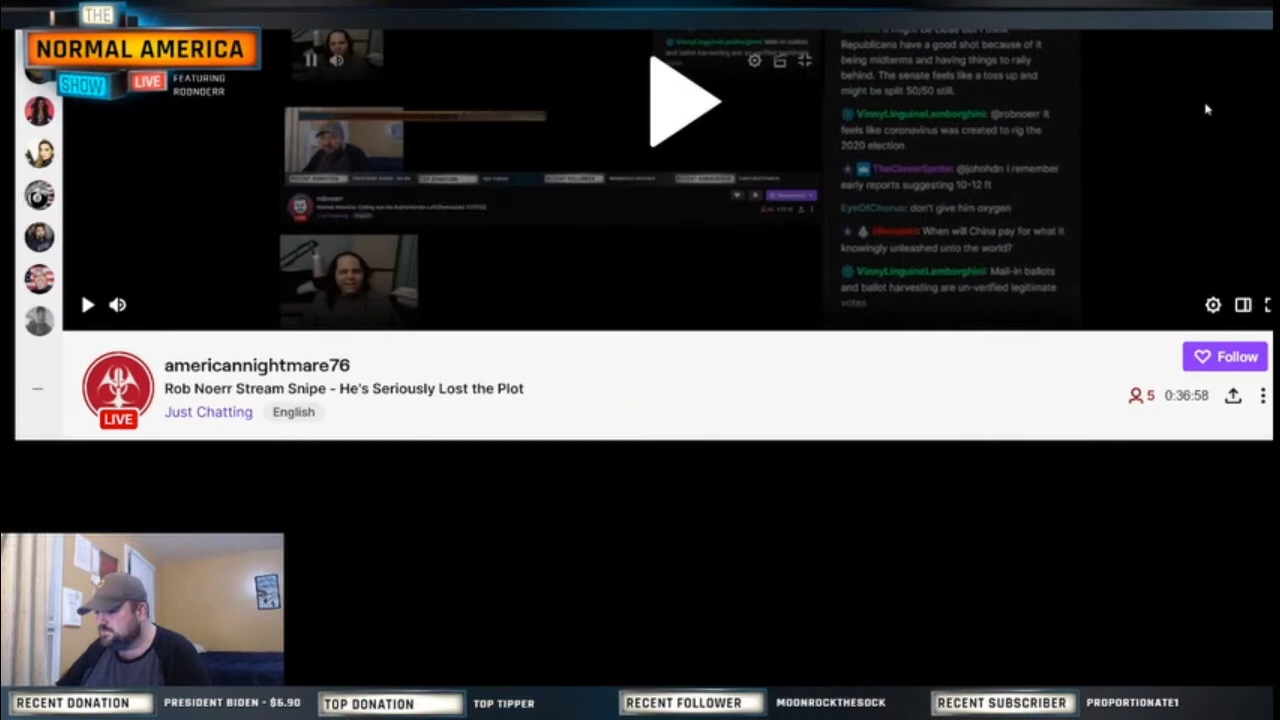 THE
NORMAL AMERICA
SHOW
LIVE
FEATURING
ROBNOERR
Republicans have a good shot because of it
being midterms and having things to rally
behind. The senate feels like a toss up and
might be split 50/50 still.
VinnyLinguineLamborghini: @robnoerr it
feels like coronavirus was created to rig the
2020 election
TheCleverSprite: @johnhdn I remember
early reports suggesting 10-12 ft
EyeOfChorus: don't give him oxygen
When will China pay for what it
knowingly unleashed unto the world?
VinnyLinguineLamborghini: Mail-in ballots
and ballot harvesting are un-verified legitimate
votes
americannightmare76
Rob Noerr Stream Snipe - He's Seriously Lost the Plot
Just Chatting English
LIVE
Follow
5 0:36:58
RECENT DONATION PRESIDENT BIDEN - $6.90 TOP DONATION TOP TIPPER RECENT FOLLOWER MOONROCKTHESOCK RECENT SUBSCRIBER PROPORTIONATE1